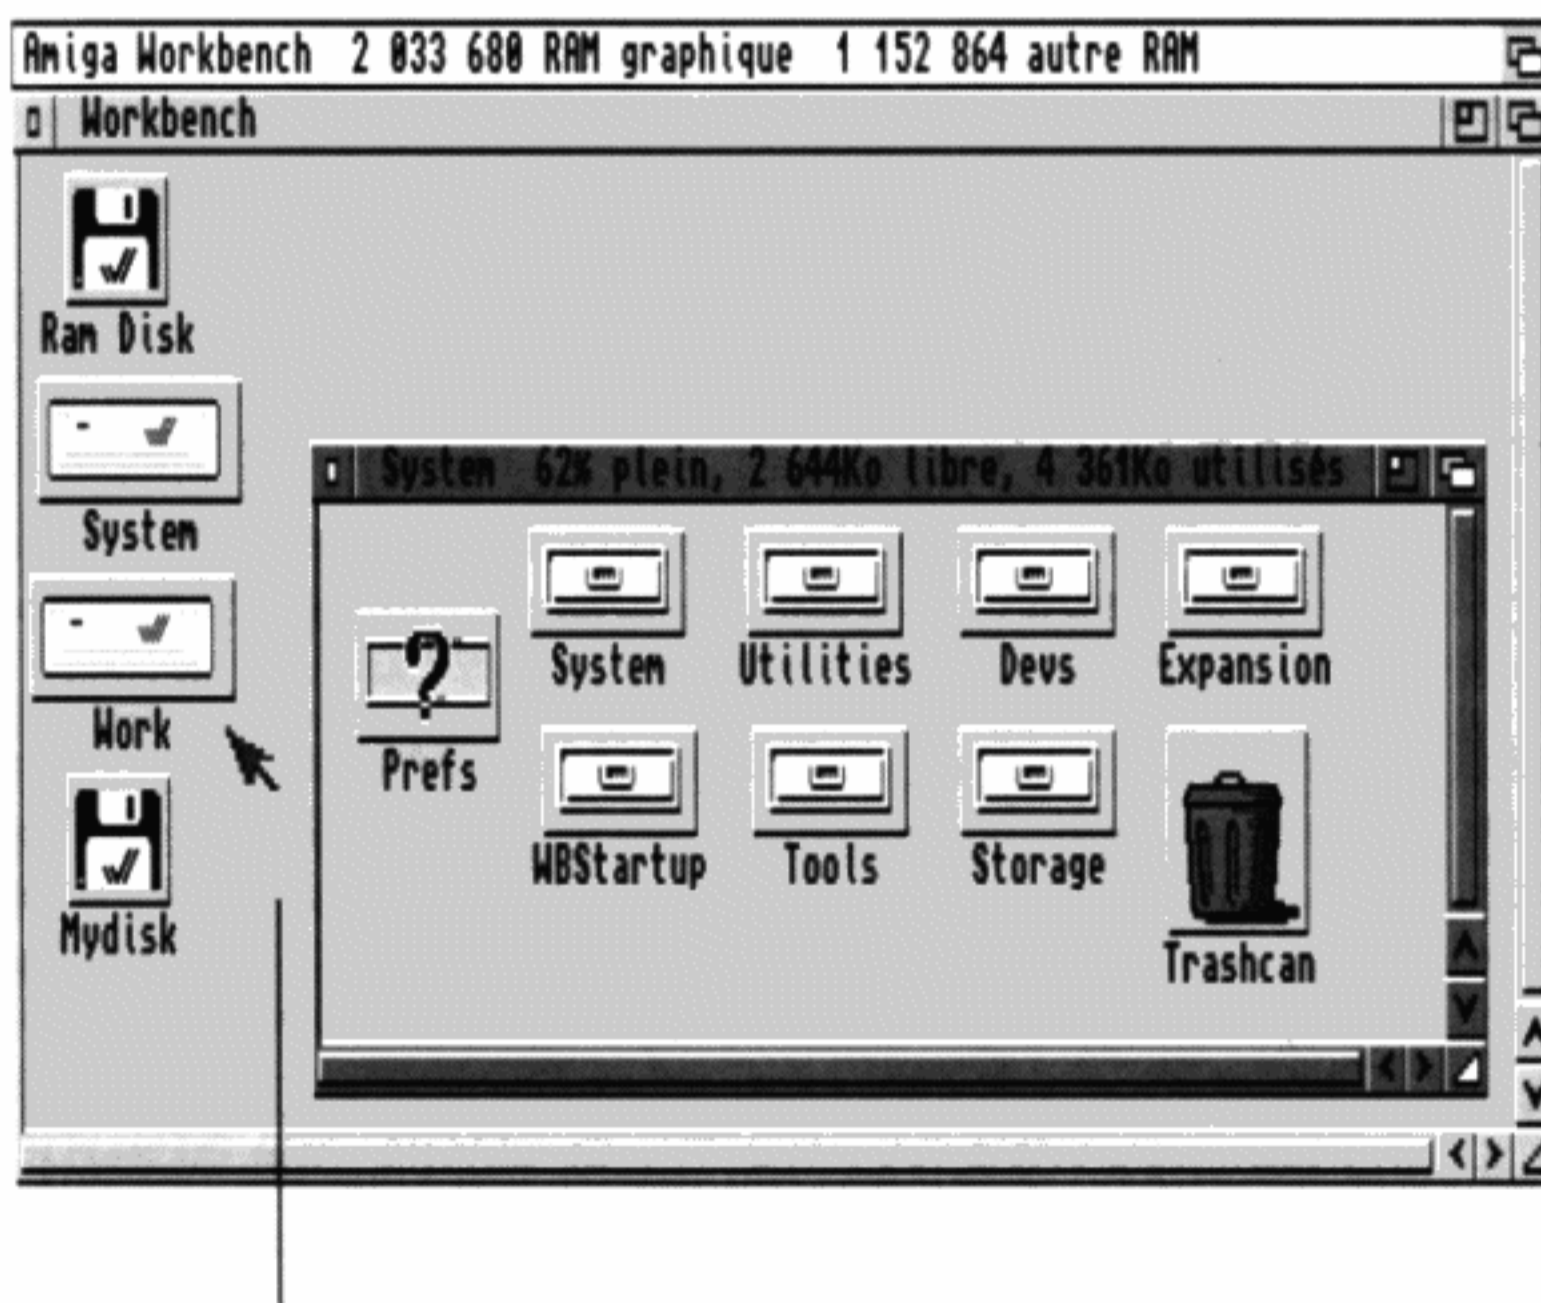 Amiga Workbench 2 033 680 RAM graphique 1 152 864 autre RAM
Workbench
Ram Disk
System
Work
Mydisk
System 62% plein, 2 644Ko libre, 4 361Ko utilisés
System Utilities Devs Expansion
Prefs
WBStartup Tools Storage
Trashcan